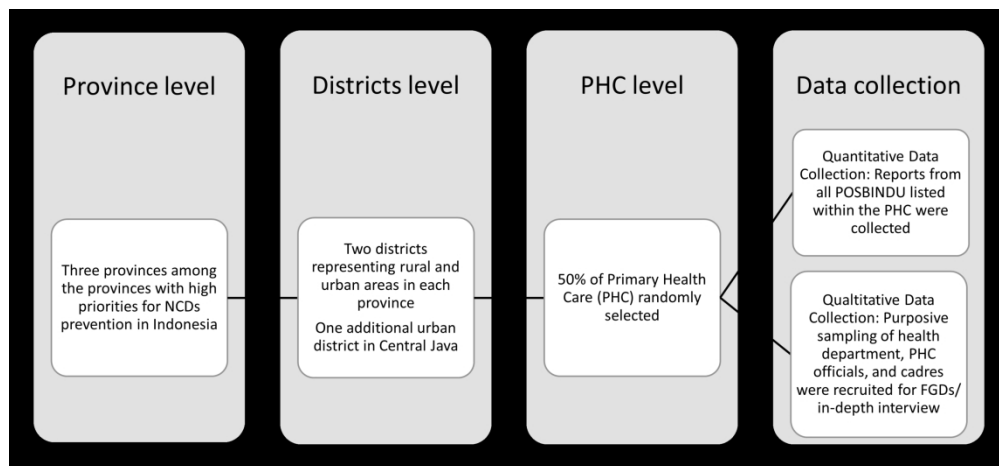 Province level
Three provinces among
the provinces with high
priorities for NCDs
prevention in Indonesia
Districts level
Two districts
representing rural and
urban areas in each
province
One additional urban
district in Central Java
PHC level
50% of Primary Health
Care (PHC) randomly
selected
Data collection
Quantitative Data
Collection: Reports from
all POSBINDU listed
within the PHC were
collected
Qualtitative Data
Collection: Purposive
sampling of health
department, PHC
officials, and cadres
were recruited for FGDs/
in-depth interview